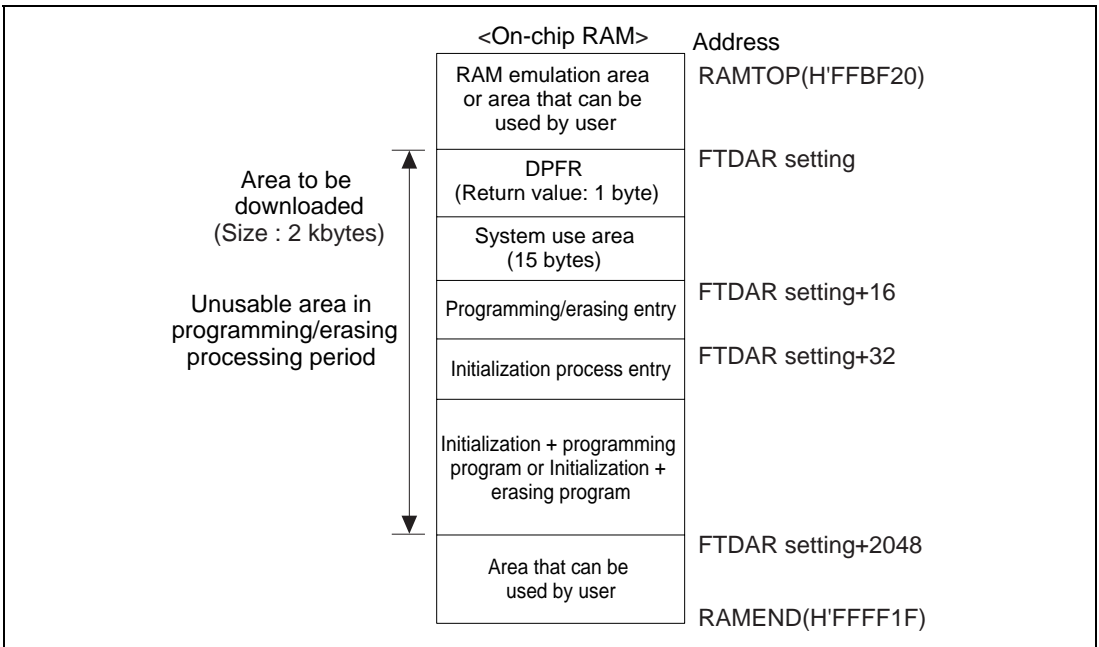 <On-chip RAM>
Address
RAM emulation area
or area that can be
used by user
RAMTOP(H'FFBF20)
Area to be
downloaded
(Size : 2 kbytes)
Unusable area in
programming/erasing
processing period
DPFR
(Return value: 1 byte)
FTDAR setting
System use area
(15 bytes)
Programming/erasing entry
FTDAR setting+16
Initialization process entry
FTDAR setting+32
Initialization + programming
program or Initialization +
erasing program
Area that can be
used by user
FTDAR setting+2048
RAMEND(H'FFFF1F)